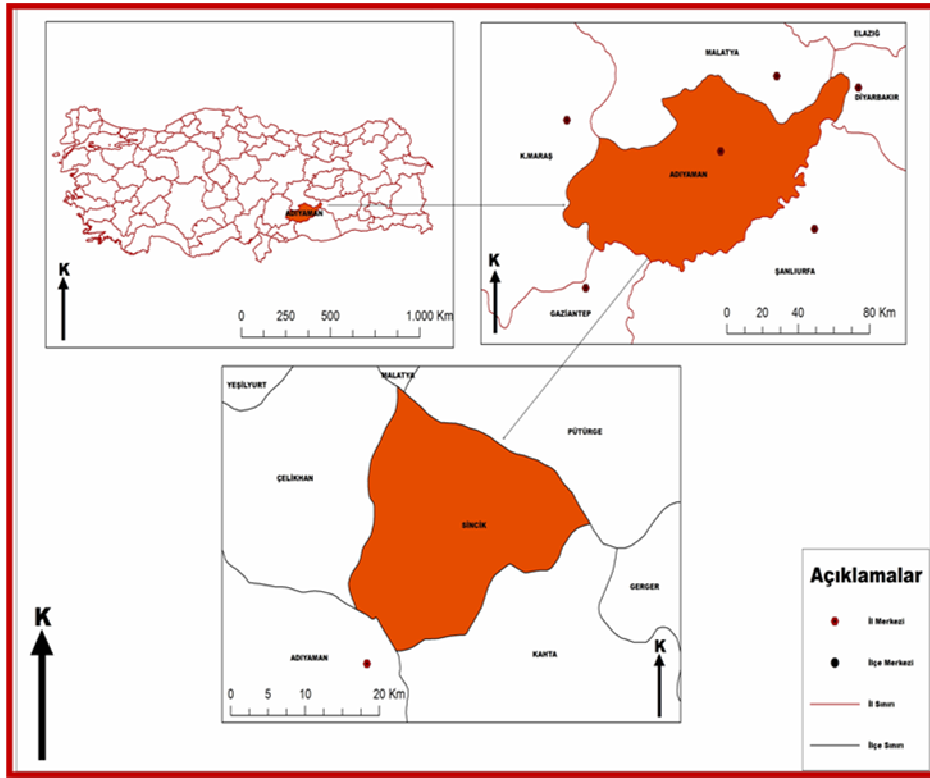 ADIYAMAN
K
0 250 500 1.000 Km
ELAZIĞ
MALATYA
DİYARBAKIR
K.MARAŞ
ADIYAMAN
ŞANLIURFA
K
GAZİANTEP
0 20 40 80 Km
YEŞİLYURT
MALATYA
PÜTÜRGE
ÇELİKHAN
SİNCİK
GERGER
ADIYAMAN
KAHTA
K
0 5 10 20 Km
K
Açıklamalar
İl Merkezi
İlçe Merkezi
İl Sınırı
İlçe Sınırı